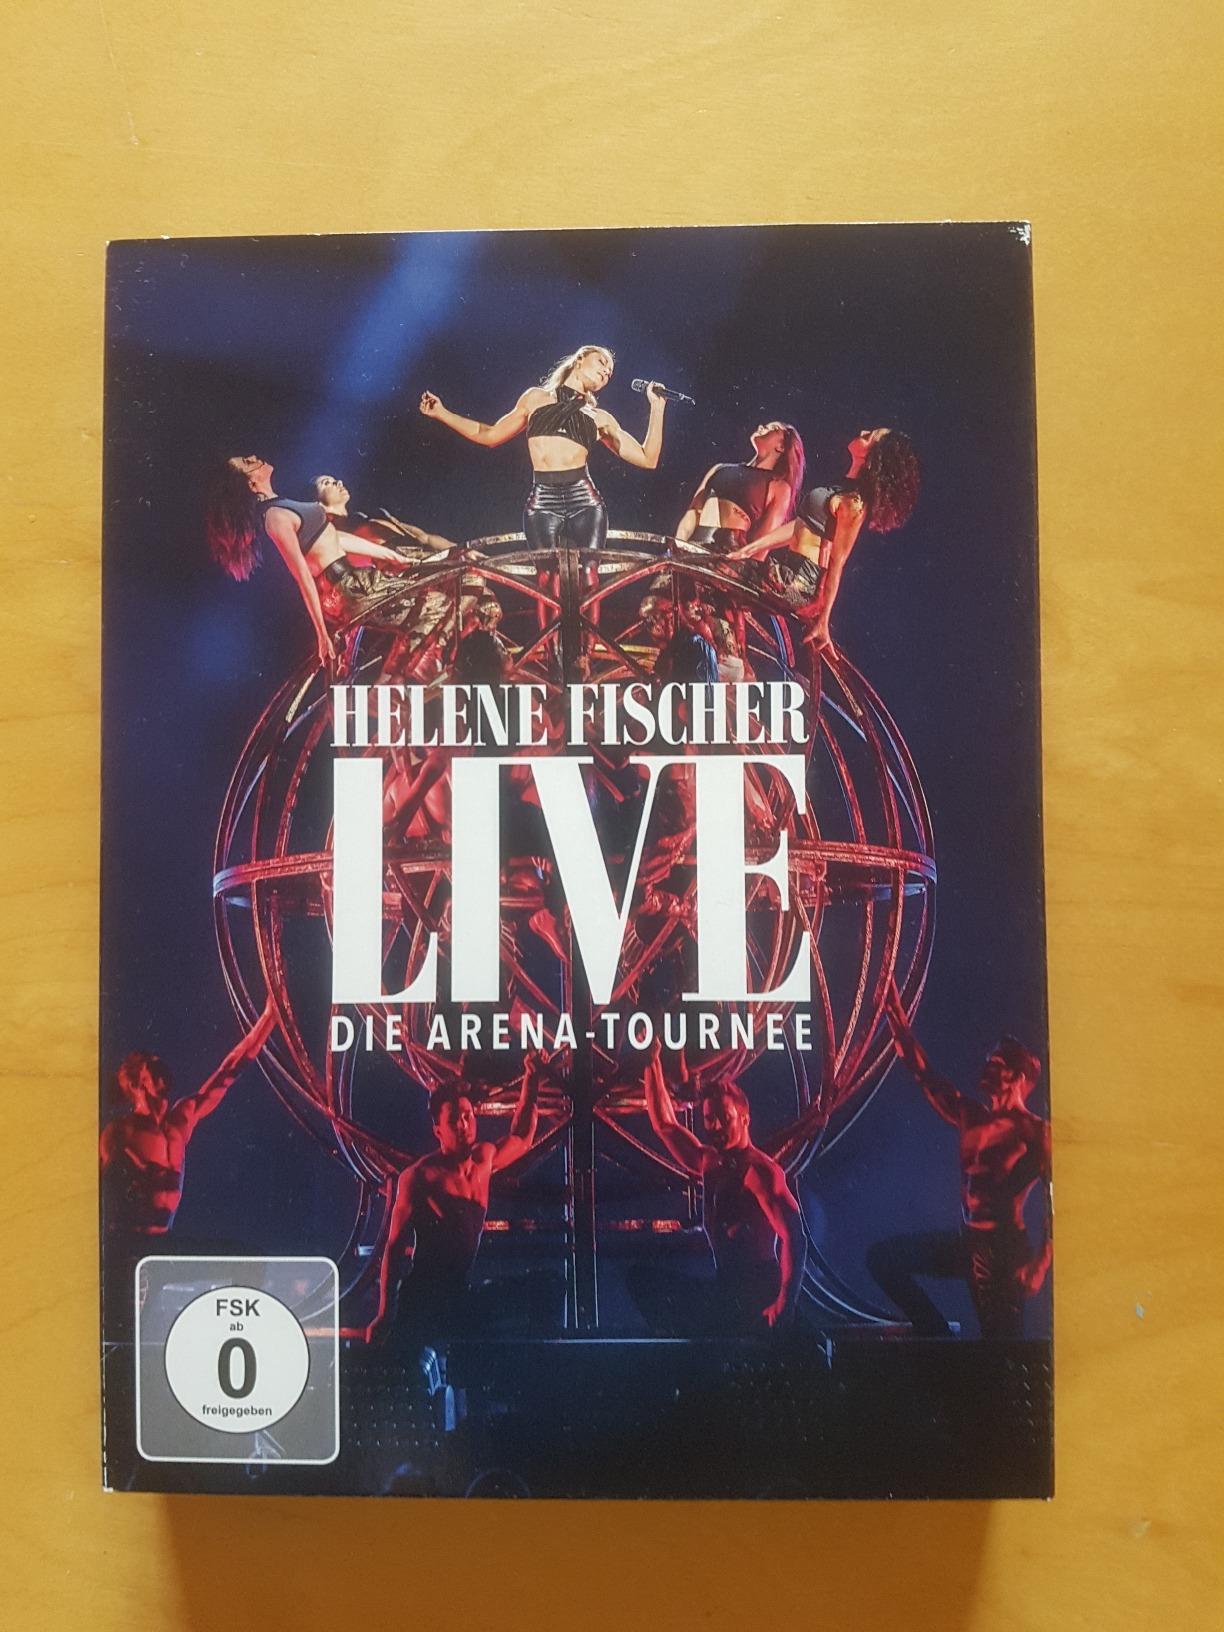 HELENE FISCHER
LIVE
DIE ARENA-TOURNEE
FSK
ab
0
freigegeben